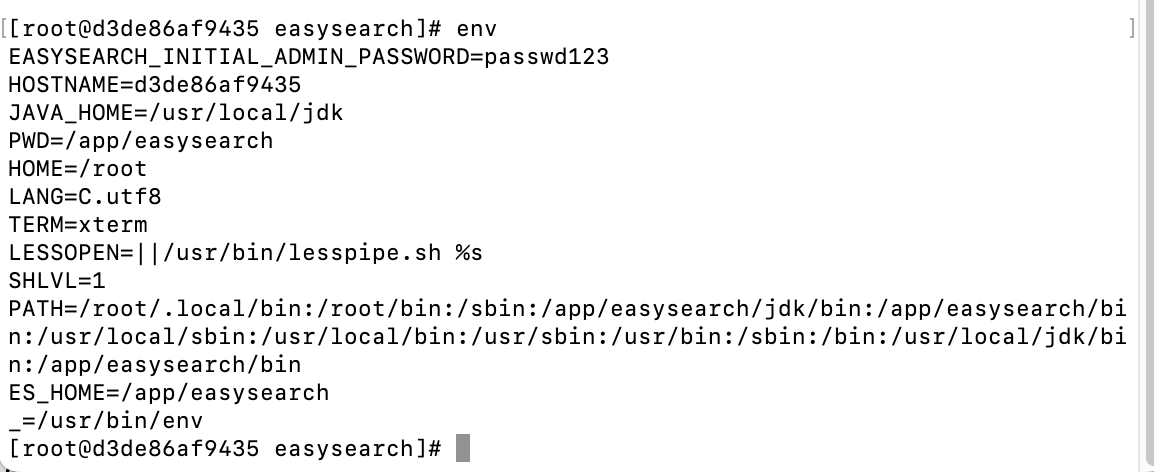 [[root@d3de86af9435 easysearch]# env ]
EASYSEARCH_INITIAL_ADMIN_PASSWORD=passwd123
HOSTNAME=d3de86af9435
JAVA_HOME=/usr/local/jdk
PWD=/app/easysearch
HOME=/root
LANG=C.utf8
TERM=xterm
LESSOPEN=||/usr/bin/lesspipe.sh %s
SHLVL=1
PATH=/root/.local/bin:/root/bin:/sbin:/app/easysearch/jdk/bin:/app/easysearch/bi
n:/usr/local/sbin:/usr/local/bin:/usr/sbin:/usr/bin:/sbin:/bin:/usr/local/jdk/bi
n:/app/easysearch/bin
ES_HOME=/app/easysearch
_=/usr/bin/env
[root@d3de86af9435 easysearch]#